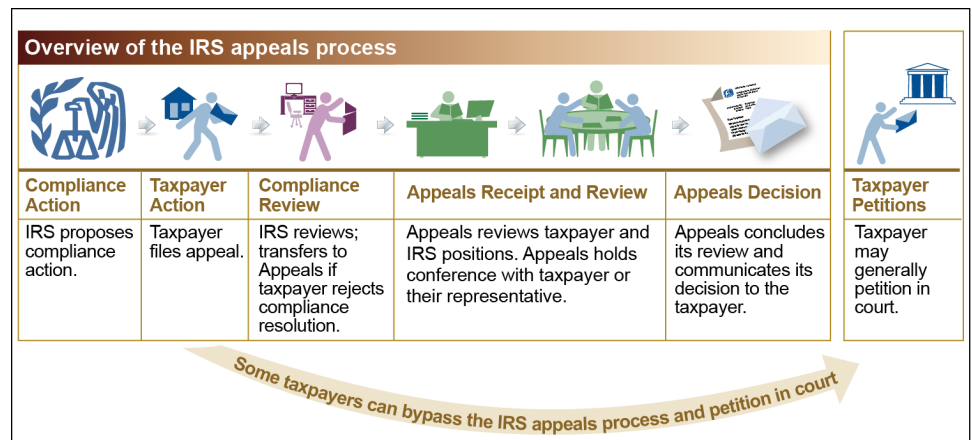 Overview of the IRS appeals process
Compliance
Action
IRS proposes
compliance
action.
Taxpayer
Action
Taxpayer
files appeal.
Compliance
Review
IRS reviews;
transfers to
Appeals if
taxpayer rejects
compliance
resolution.
Appeals Receipt and Review
Appeals reviews taxpayer and
IRS positions. Appeals holds
conference with taxpayer or
their representative.
Appeals Decision
Appeals concludes
its review and
communicates its
decision to the
taxpayer.
Taxpayer
Petitions
Taxpayer
may
generally
petition in
court.
Some taxpayers can bypass the IRS appeals process and petition in court